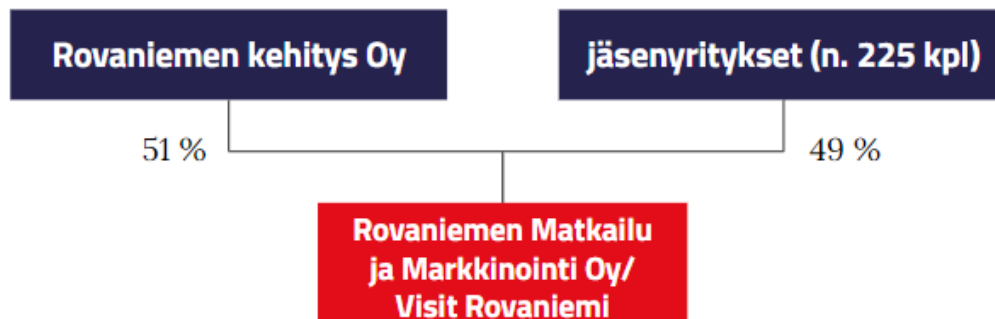 Rovaniemen kehitys Oy
jäsenyritykset (n. 225 kpl)
51 %
49 %
Rovaniemen Matkailu
ja Markkinointi Oy/
Visit Rovaniemi